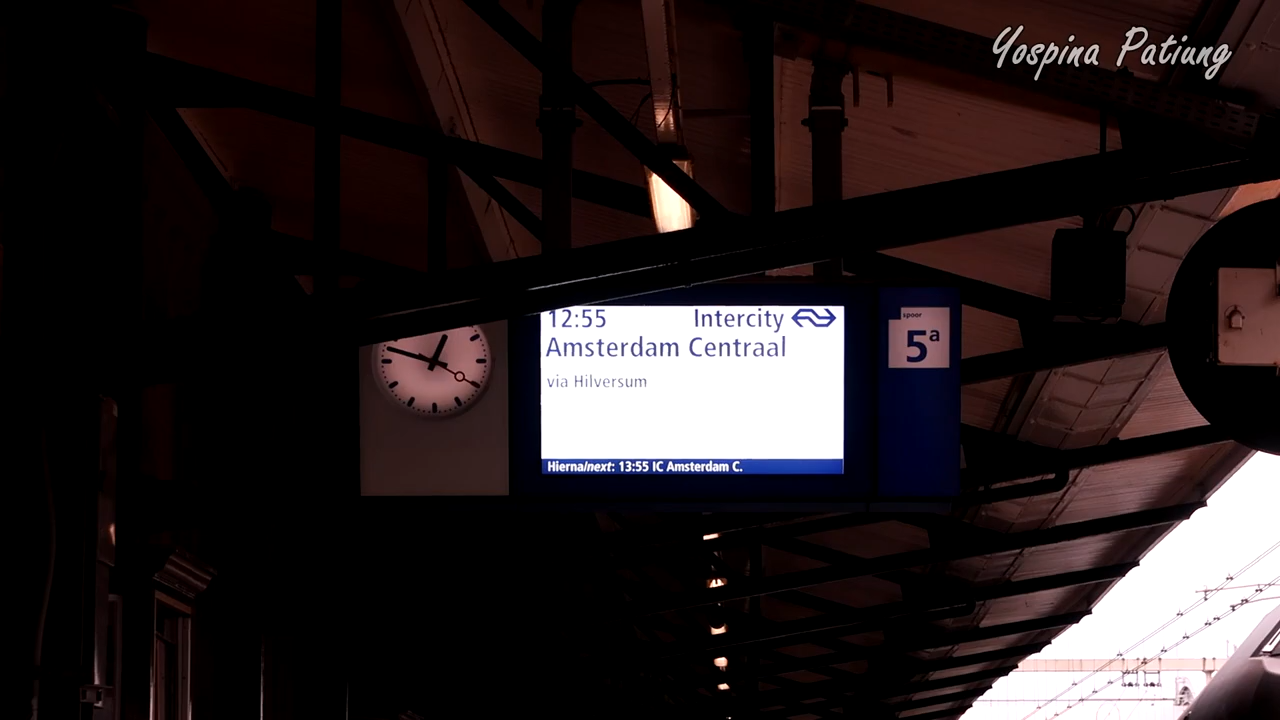 Yospina Patiung
12:55 Intercity
Amsterdam Centraal
via Hilversum
Hierna/next: 13:55 IC Amsterdam C.
spoor
5a